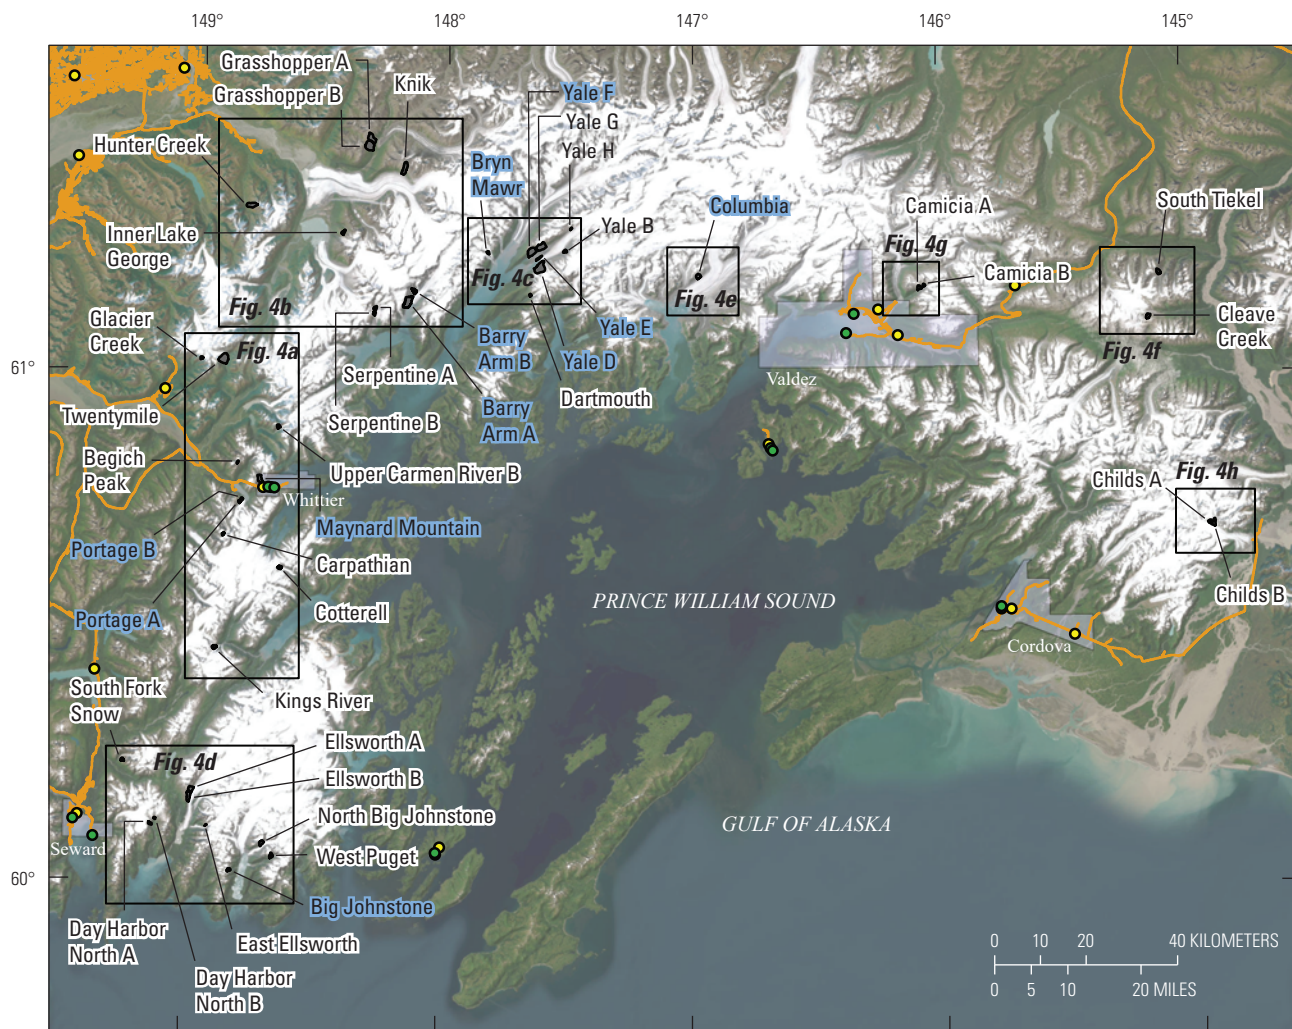 149°
148°
147°
146°
145°
Grasshopper A
Grasshopper B
Knik
Yale F
Yale G
Yale H
Hunter Creek
Bryn
Mawr
Columbia
Camicia A
South Tiekel
Inner Lake
George
Yale B
Fig. 4g
Fig. 4c
Fig. 4e
Camicia B
Fig. 4b
Glacier
Creek
Fig. 4a
Barry
Arm B
Yale E
Yale D
Cleave
Creek
Fig. 4f
61°
Serpentine A
Valdez
Twentymile
Serpentine B
Barry
Arm A
Dartmouth
Begich
Peak
Upper Carmen River B
Whittier
Fig. 4h
Childs A
Maynard Mountain
Portage B
Carpathian
PRINCE WILLIAM SOUND
Childs B
Portage A
Cotterell
Cordova
South Fork
Snow
Kings River
Fig. 4d
Ellsworth A
Ellsworth B
North Big Johnstone
GULF OF ALASKA
Seward
West Puget
60°
Big Johnstone
Day Harbor
North A
East Ellsworth
Day Harbor
North B
0 10 20 40 KILOMETERS
0 5 10 20 MILES